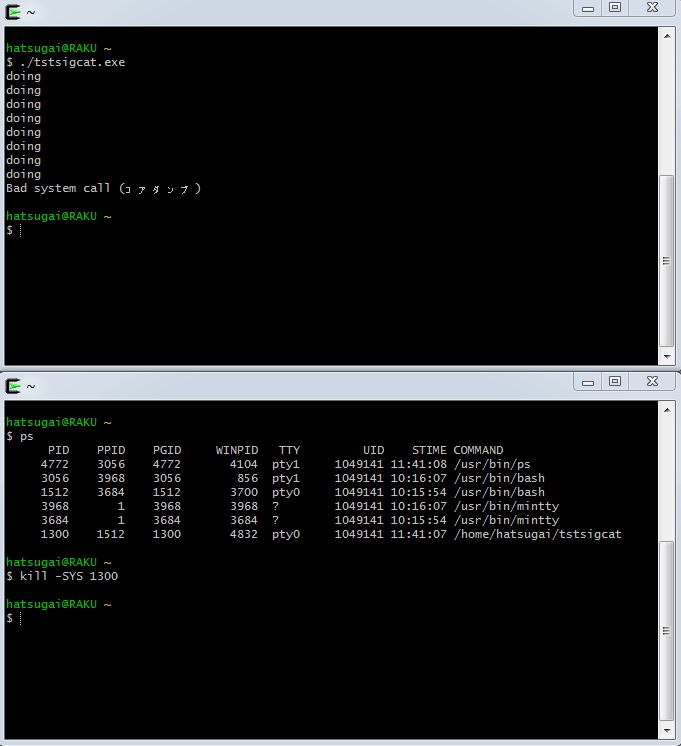 ~
hatsugai@RAKU ~
$ ./tstsigcat.exe
doing
doing
doing
doing
doing
doing
doing
doing
Bad system call (コアダンプ)
hatsugai@RAKU ~
$
~
hatsugai@RAKU ~
$ ps
PID PPID PGID WINPID TTY UID STIME COMMAND
4772 3056 4772 4104 pty1 1049141 11:41:08 /usr/bin/ps
3056 3968 3056 856 pty1 1049141 10:16:07 /usr/bin/bash
1512 3684 1512 3700 pty0 1049141 10:15:54 /usr/bin/bash
3968 1 3968 3968 ? 1049141 10:16:07 /usr/bin/mintty
3684 1 3684 3684 ? 1049141 10:15:54 /usr/bin/mintty
1300 1512 1300 4832 pty0 1049141 11:41:07 /home/hatsugai/tstsigcat
hatsugai@RAKU ~
$ kill -SYS 1300
hatsugai@RAKU ~
$